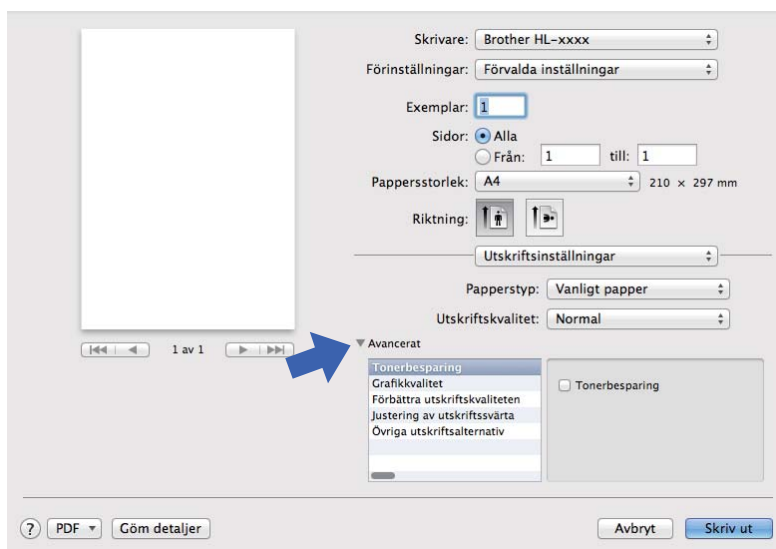 Skrivare: Brother HL-xxxx
Förinställningar: Förvalda inställningar
Exemplar: 1
Sidor: Alla
Från: 1 till: 1
Pappersstorlek: A4 210 × 297 mm
Riktning:
Utskriftsinställningar
Papperstyp: Vanligt papper
Utskriftskvalitet: Normal
1 av 1
Avancerat
Tonerbesparing
Grafikkvalitet
Förbättra utskriftskvaliteten
Justering av utskriftssvärta
Övriga utskriftsalternativ
Tonerbesparing
? PDF Göm detaljer Avbryt Skriv ut